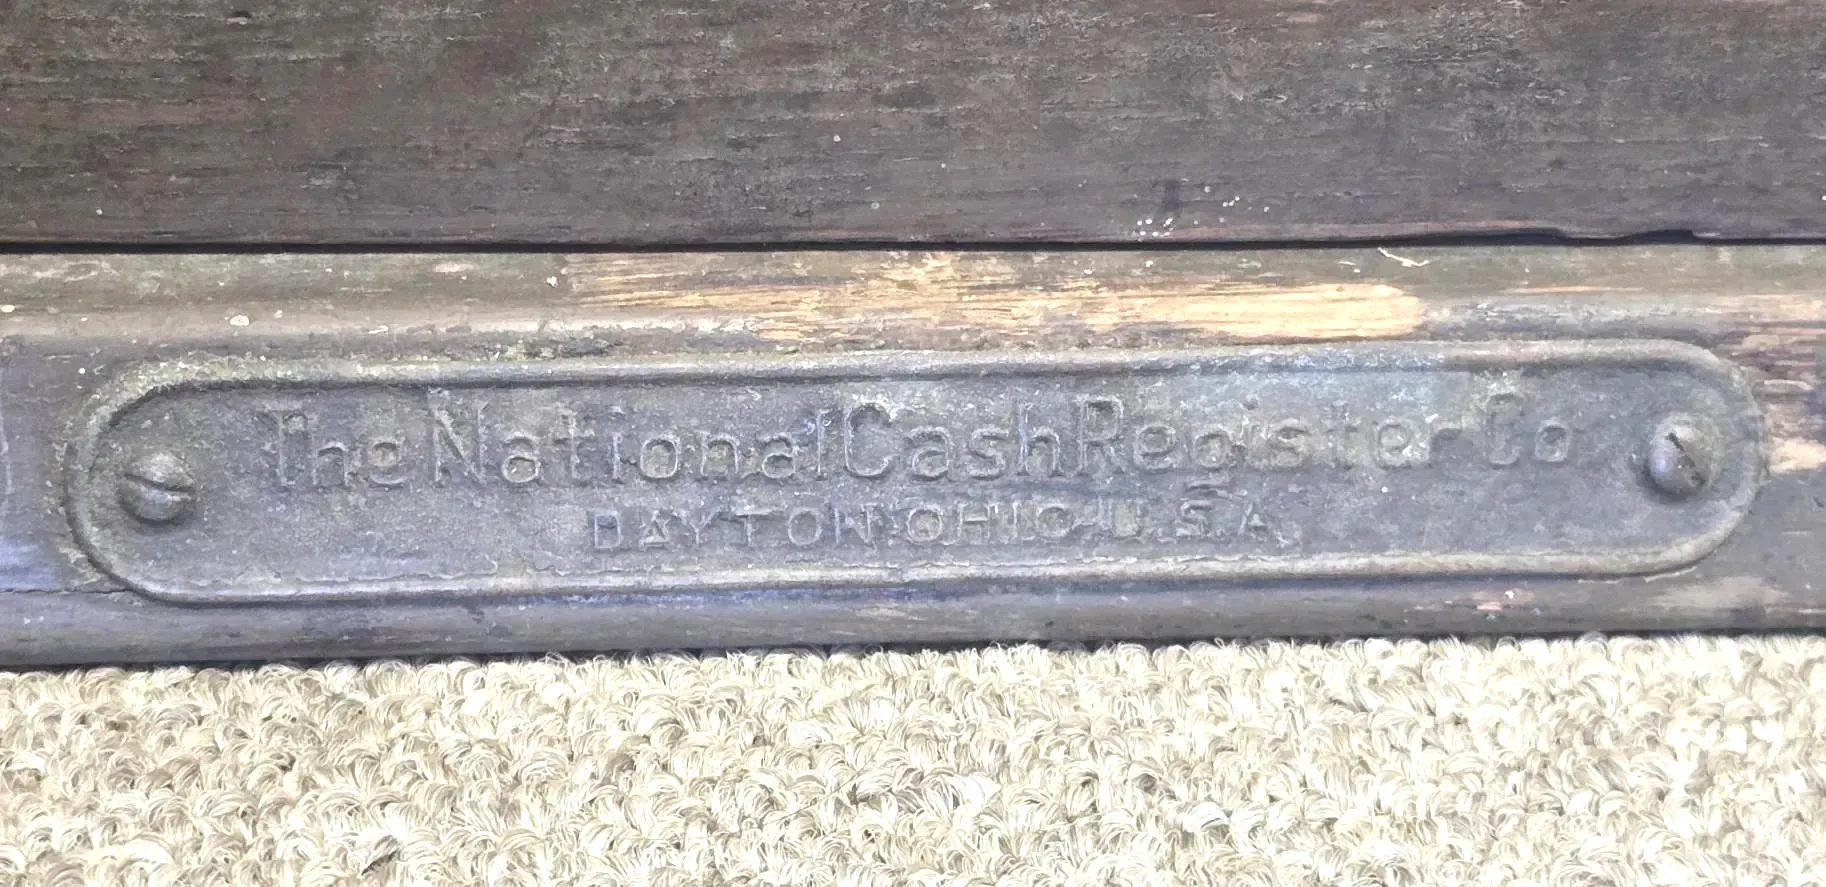 The National Cash Register Co
DAYTON OHIO U.S.A